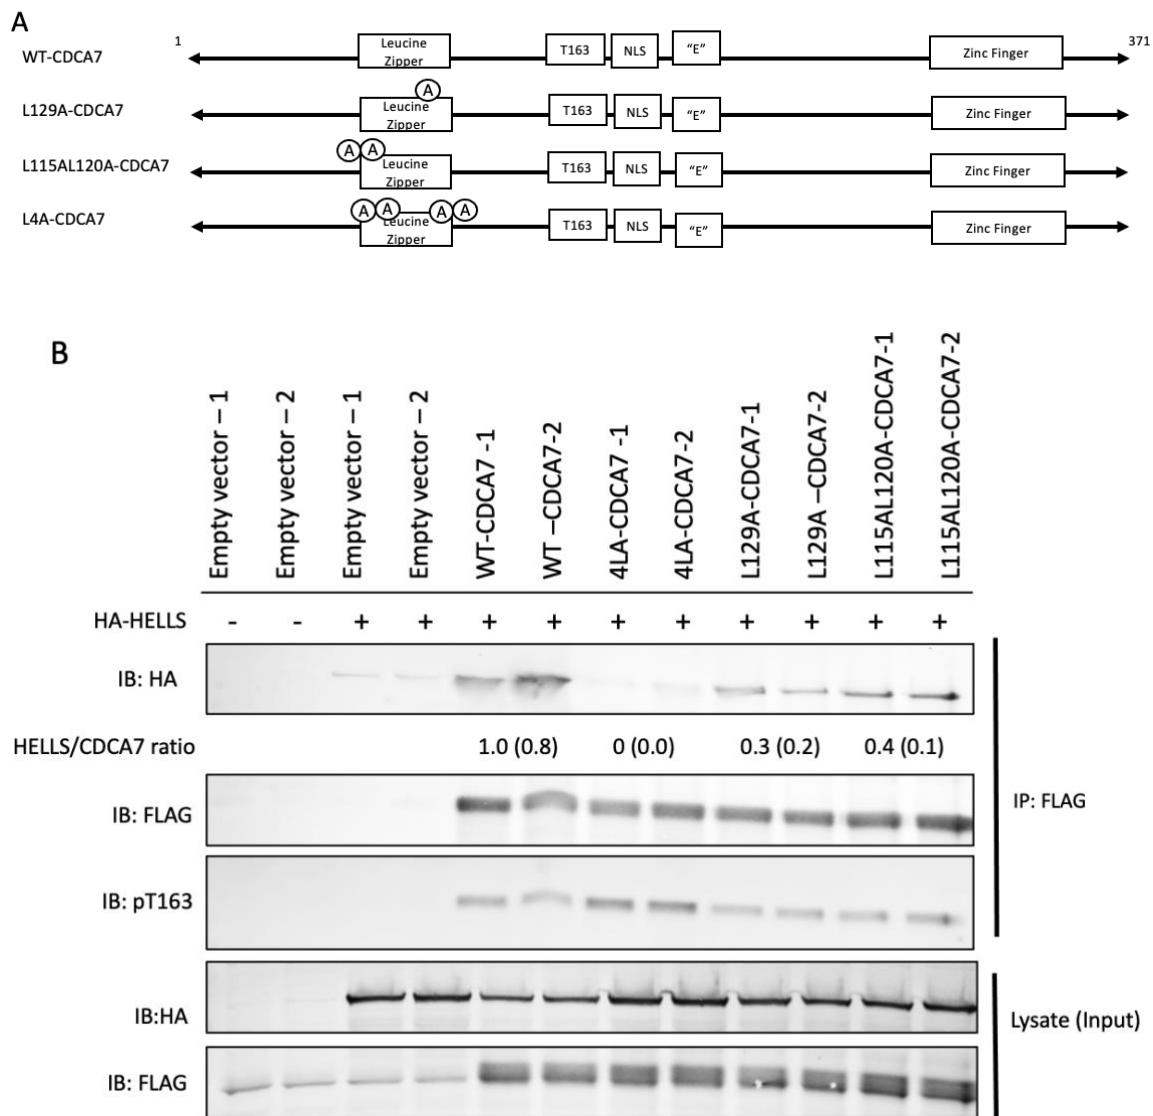 A
1
371
WT-CDCA7
Leucine
Zipper
T163
NLS
“E”
Zinc Finger
A
L129A-CDCA7
Leucine
Zipper
T163
NLS
“E”
Zinc Finger
A A
L115AL120A-CDCA7
Leucine
Zipper
T163
NLS
“E”
Zinc Finger
A A A A
L4A-CDCA7
Leucine
Zipper
T163
NLS
“E”
Zinc Finger
B
Empty vector – 1
Empty vector – 2
Empty vector – 1
Empty vector – 2
WT-CDCA7 -1
WT –CDCA7-2
4LA-CDCA7 -1
4LA-CDCA7-2
L129A-CDCA7-1
L129A –CDCA7-2
L115AL120A-CDCA7-1
L115AL120A-CDCA7-2
HA-HELLS - - + + + + + + + + + +
IB: HA
HELLS/CDCA7 ratio 1.0 (0.8) 0 (0.0) 0.3 (0.2) 0.4 (0.1)
IB: FLAG
IP: FLAG
IB: pT163
IB:HA
Lysate (Input)
IB: FLAG